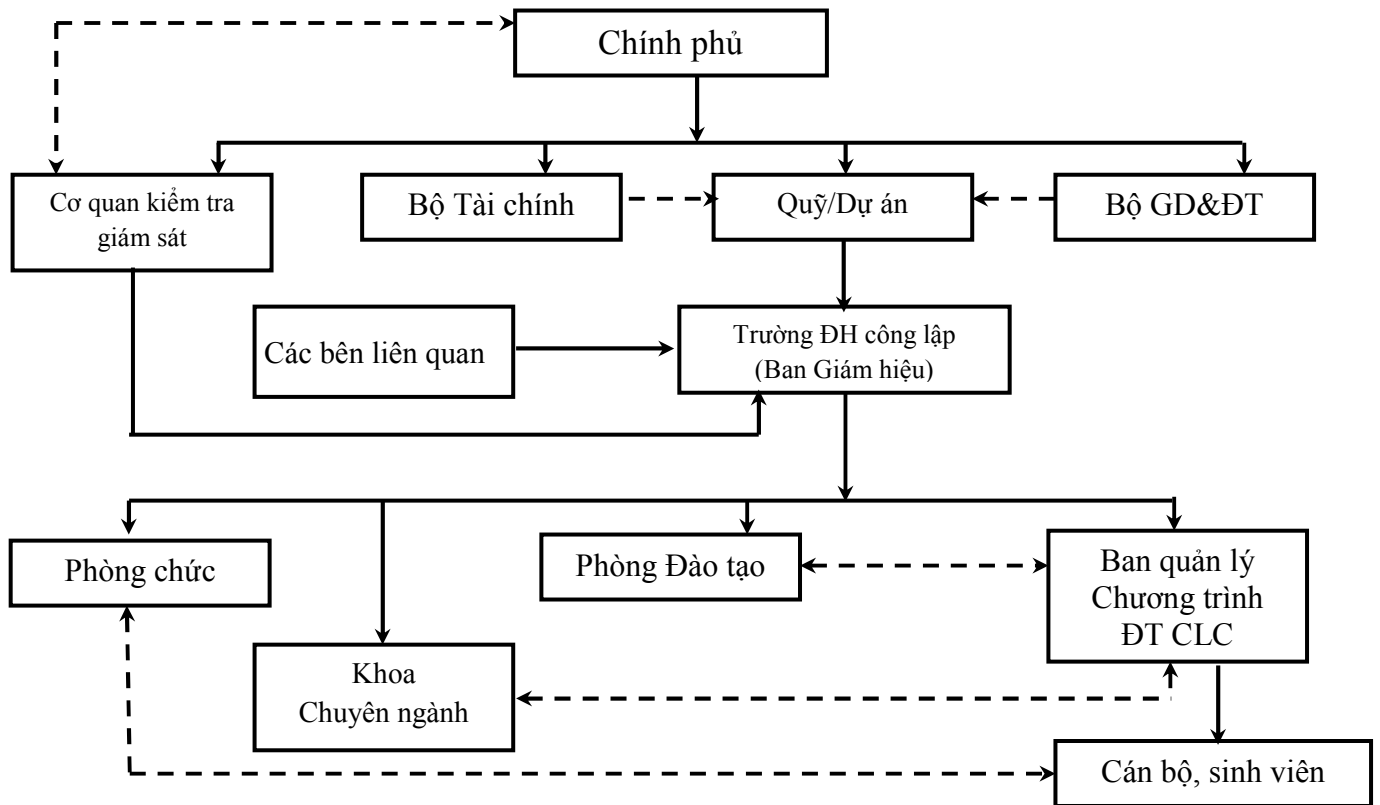 Chính phủ
Cơ quan kiểm tra
giám sát
Bộ Tài chính
Quỹ/Dự án
Bộ GD&ĐT
Các bên liên quan
Trường ĐH công lập
(Ban Giám hiệu)
Phòng chức
Phòng Đào tạo
Ban quản lý
Chương trình
ĐT CLC
Khoa
Chuyên ngành
Cán bộ, sinh viên